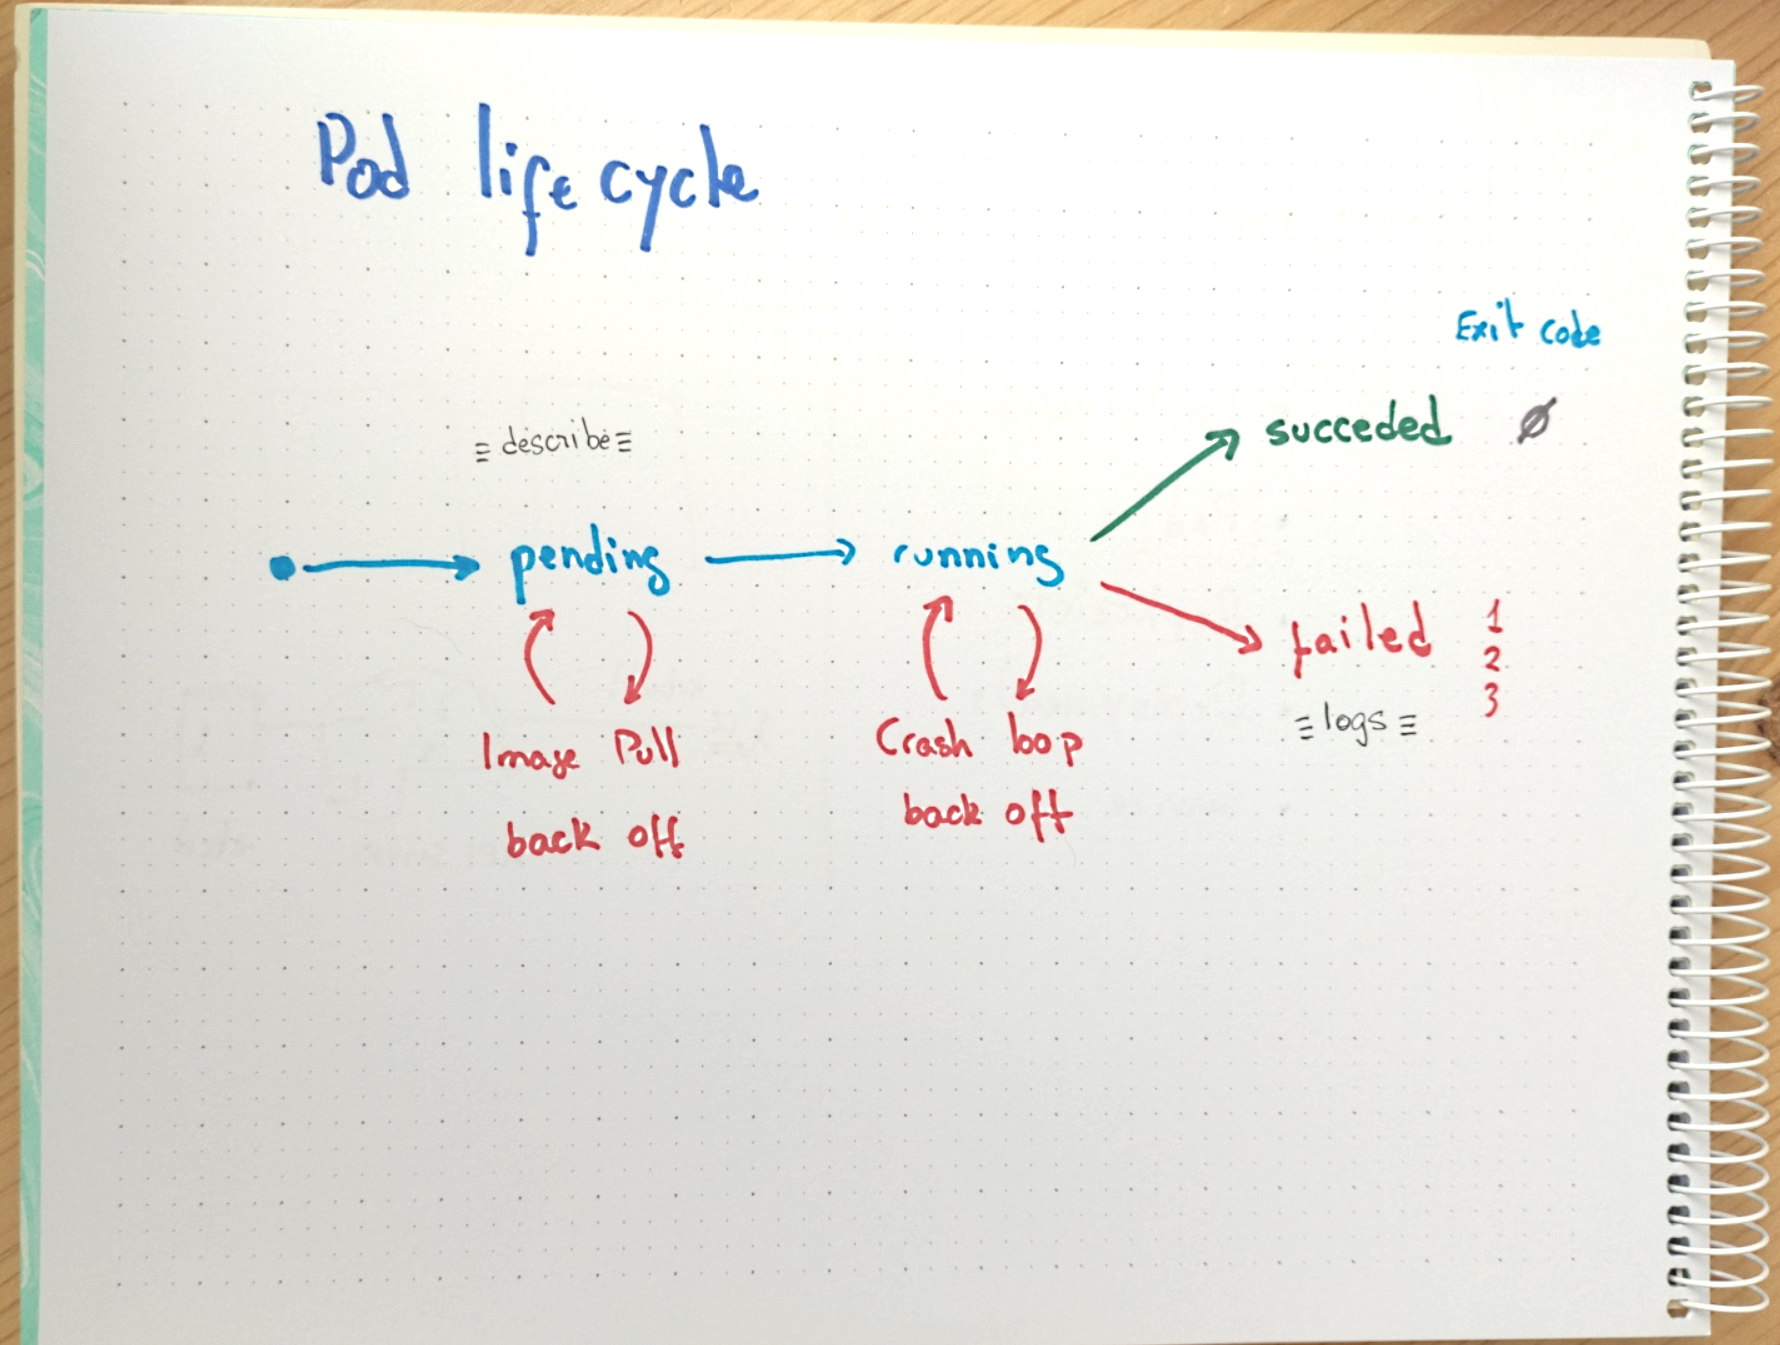 Pod life cycle
Exit code
succeded Ø
≡ describe ≡
pending
running
failed 1
2
3
≡ logs ≡
Image Pull
back off
Crash loop
back off